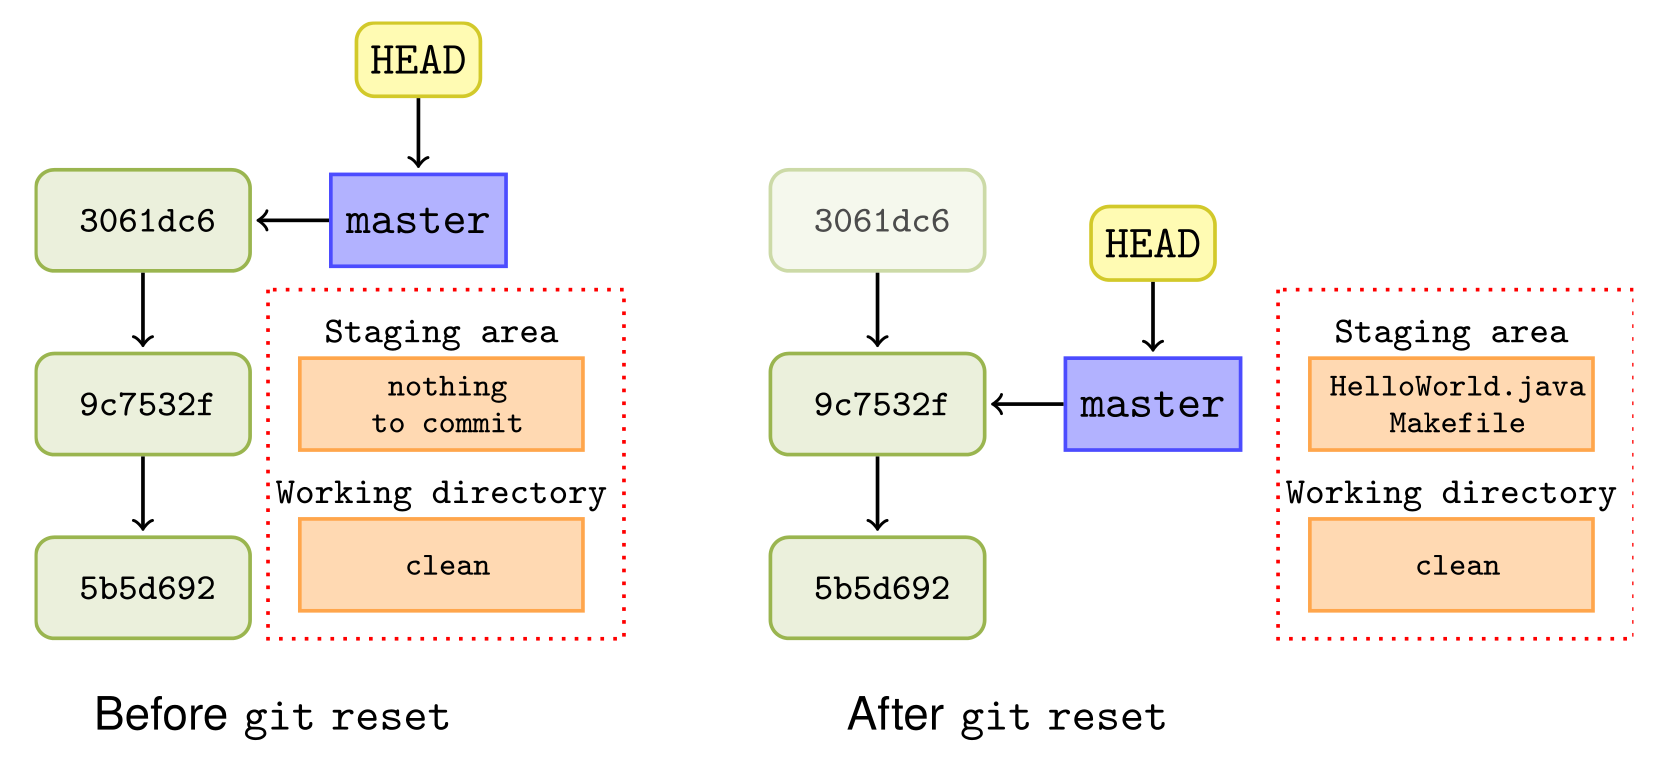 HEAD
3061dc6
master
Staging area
9c7532f
nothing
to commit
Working directory
5b5d692
clean
Before git reset
3061dc6
HEAD
9c7532f
master
Staging area
HelloWorld.java
Makefile
Working directory
5b5d692
clean
After git reset